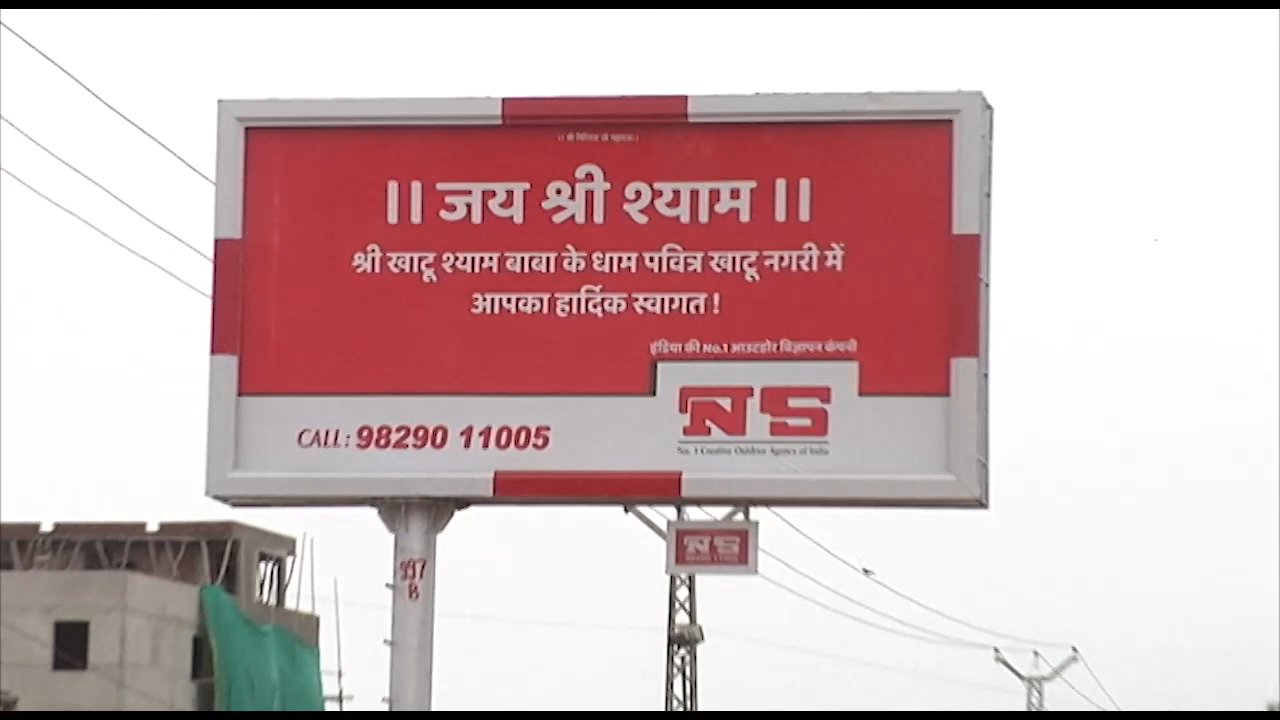 ।। जय श्री श्याम ।।
श्री खाटू श्याम बाबा के धाम पवित्र खाटू नगरी में
आपका हार्दिक स्वागत !
इंडिया की No.1 आउटडोर विज्ञापन कंपनी
NS
No. 1 Creative Outdoor Agency of India
CALL: 98290 11005
NS
997
B